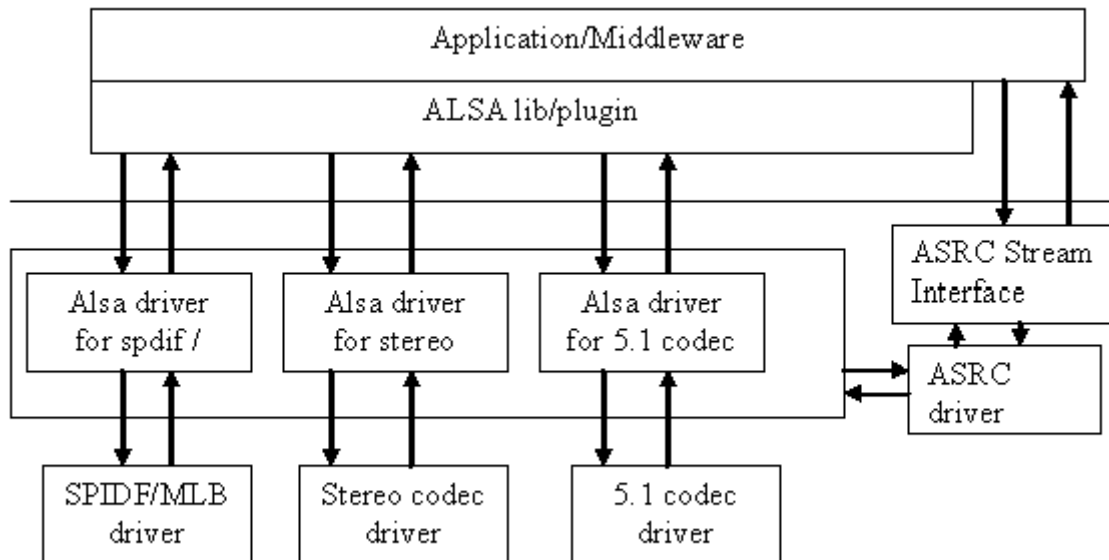 Application/Middleware
ALSA lib/plugin
ASRC Stream
Interface
Alsa driver
for spdif /
Alsa driver
for stereo
Alsa driver
for 5.1 codec
ASRC
driver
SPIDF/MLB
driver
Stereo codec
driver
5.1 codec
driver